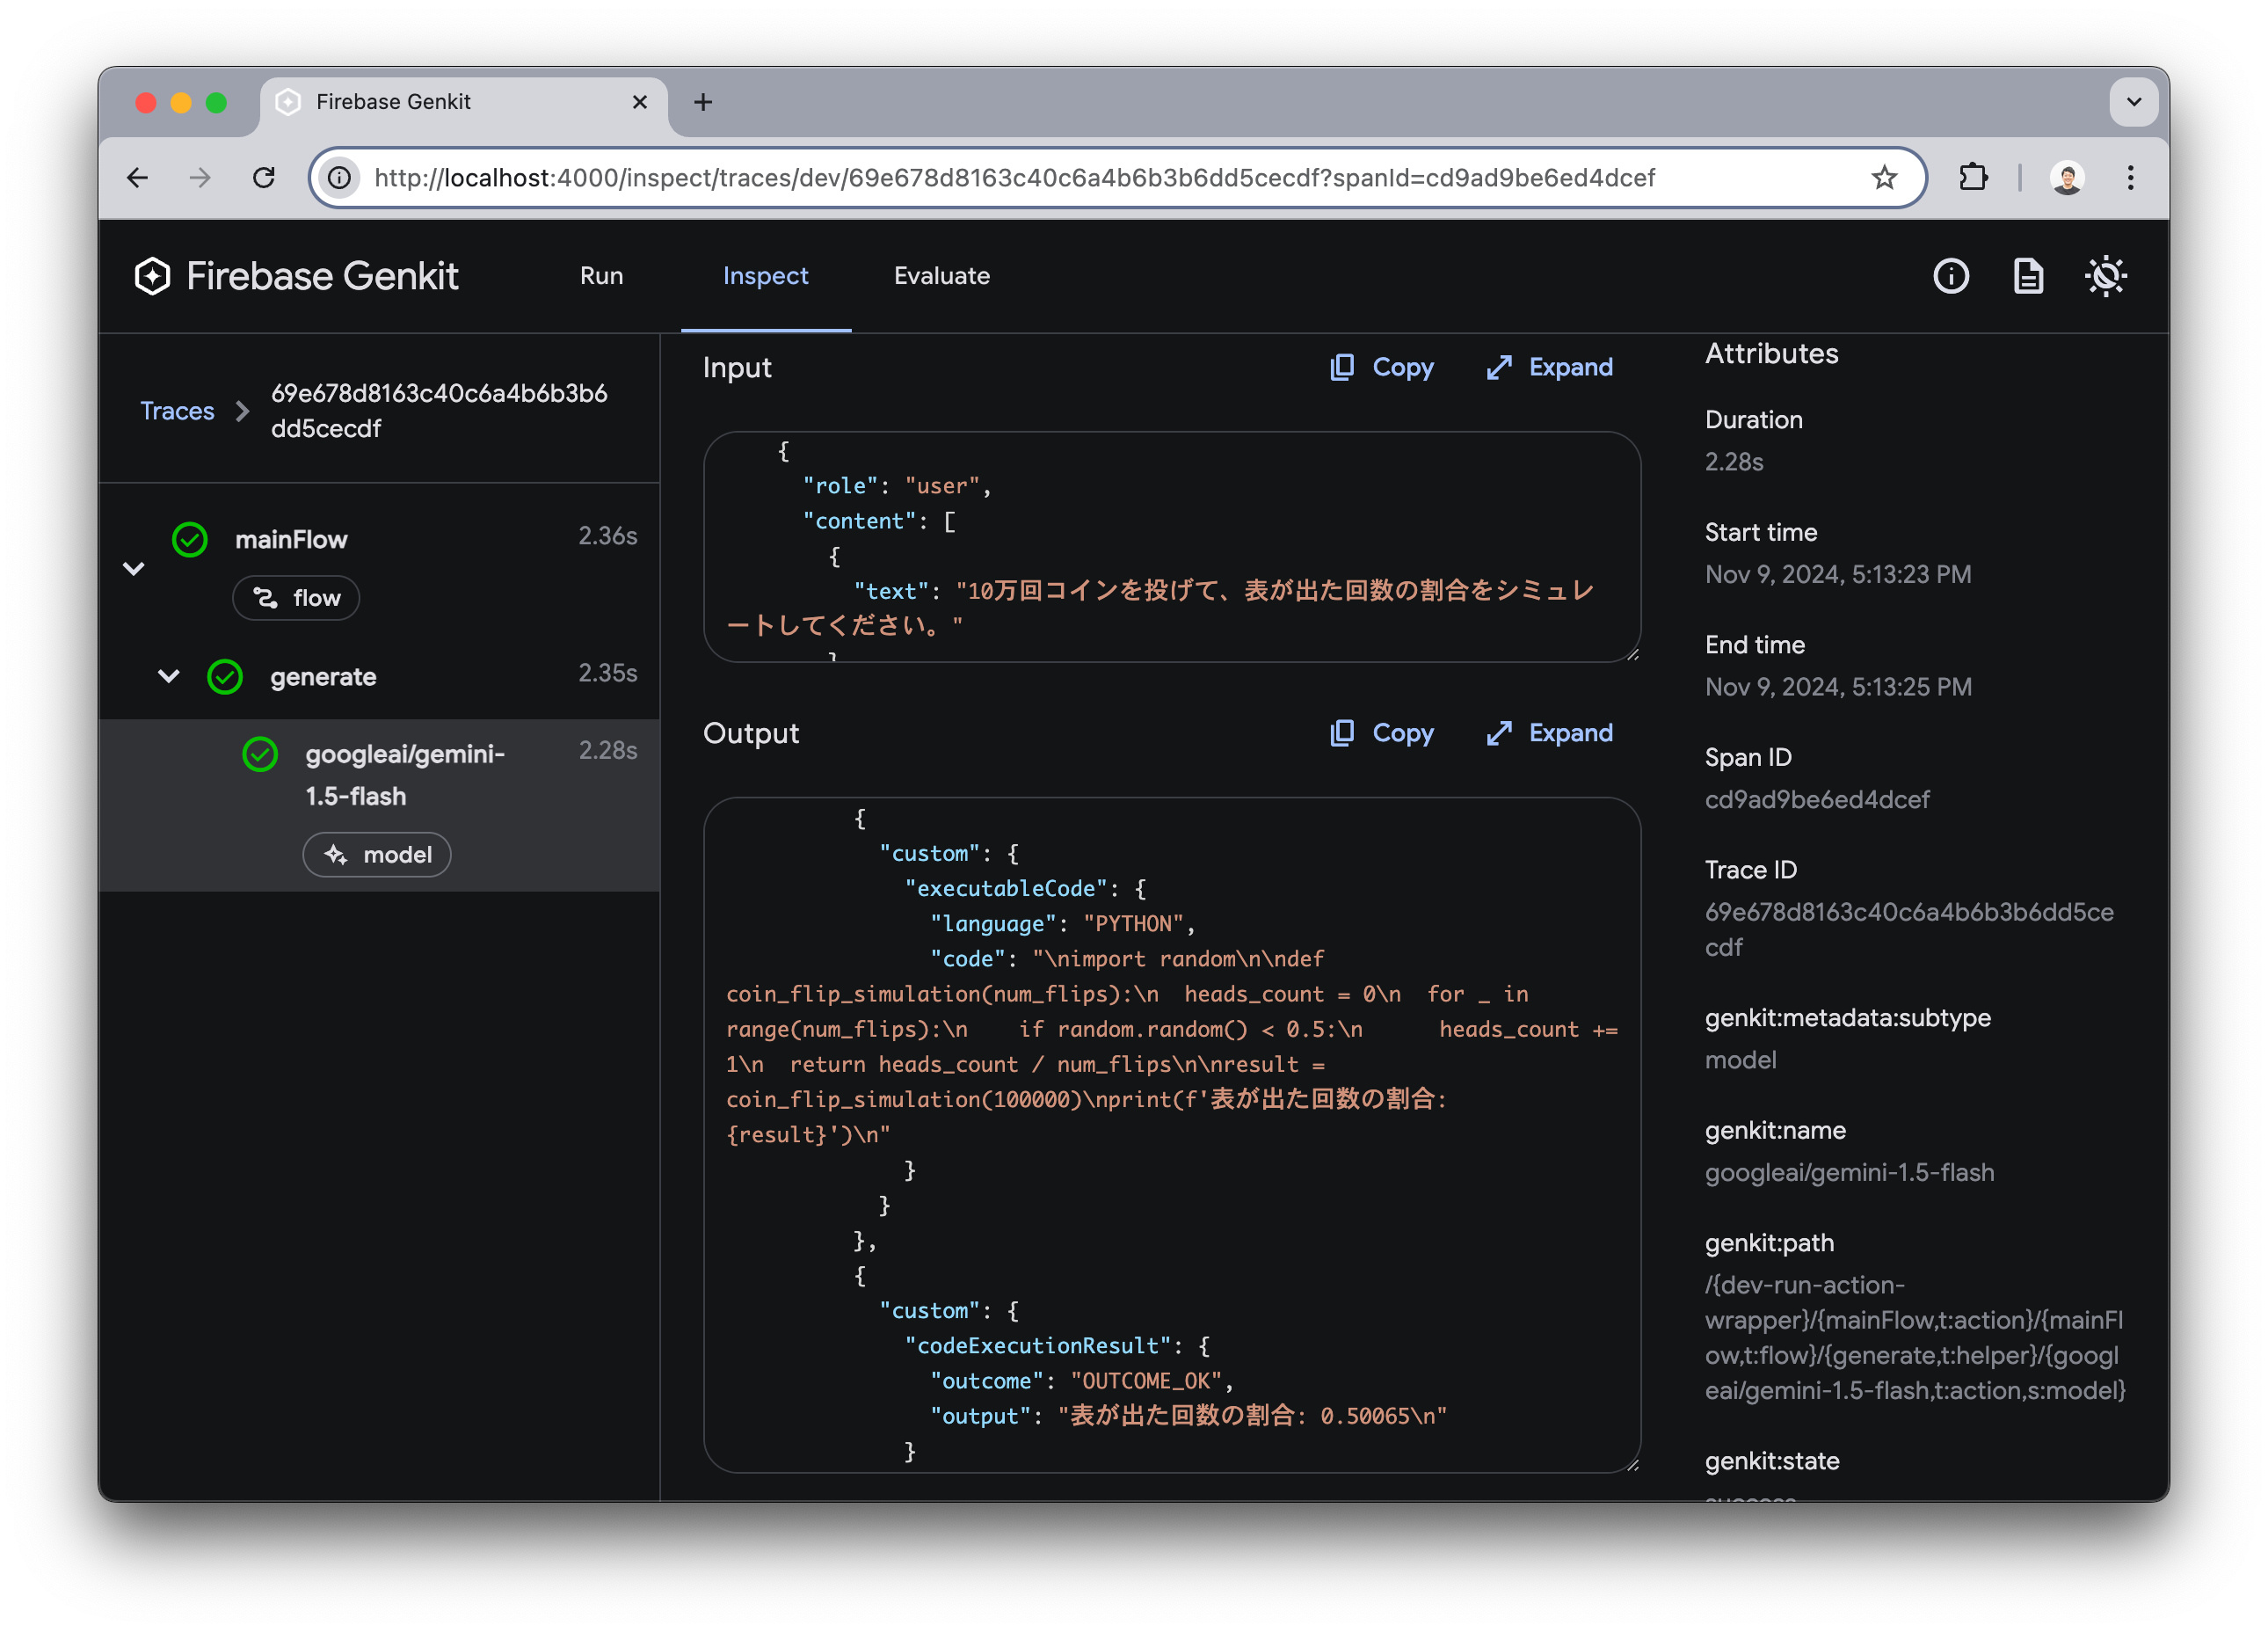 Firebase Genkit
http://localhost:4000/inspect/traces/dev/69e678d8163c40c6a4b6b3b6dd5cecdf?spanId=cd9ad9be6ed4dcef
Firebase Genkit
Run
Inspect
Evaluate
Traces
69e678d8163c40c6a4b6b3b6
dd5cecdf
mainFlow
2.36s
flow
generate
2.35s
googleai/gemini-
1.5-flash
2.28s
model
Input
Copy
Expand
{
"role": "user",
"content": [
{
"text": "10万回コインを投げて、表が出た回数の割合をシミュレ
ートしてください。"
}
Output
Copy
Expand
{
"custom": {
"executableCode": {
"language": "PYTHON",
"code": "\nimport random\n\ndef
coin_flip_simulation(num_flips):\n  heads_count = 0\n  for _ in
range(num_flips):\n    if random.random() < 0.5:\n      heads_count +=
1\n  return heads_count / num_flips\n\nresult =
coin_flip_simulation(100000)\nprint(f'表が出た回数の割合:
{result}')\n"
}
}
},
{
"custom": {
"codeExecutionResult": {
"outcome": "OUTCOME_OK",
"output": "表が出た回数の割合: 0.50065\n"
}
Attributes
Duration
2.28s
Start time
Nov 9, 2024, 5:13:23 PM
End time
Nov 9, 2024, 5:13:25 PM
Span ID
cd9ad9be6ed4dcef
Trace ID
69e678d8163c40c6a4b6b3b6dd5ce
cdf
genkit:metadata:subtype
model
genkit:name
googleai/gemini-1.5-flash
genkit:path
/{dev-run-action-
wrapper}/{mainFlow,t:action}/{mainFl
ow,t:flow}/{generate,t:helper}/{googl
eai/gemini-1.5-flash,t:action,s:model}
genkit:state